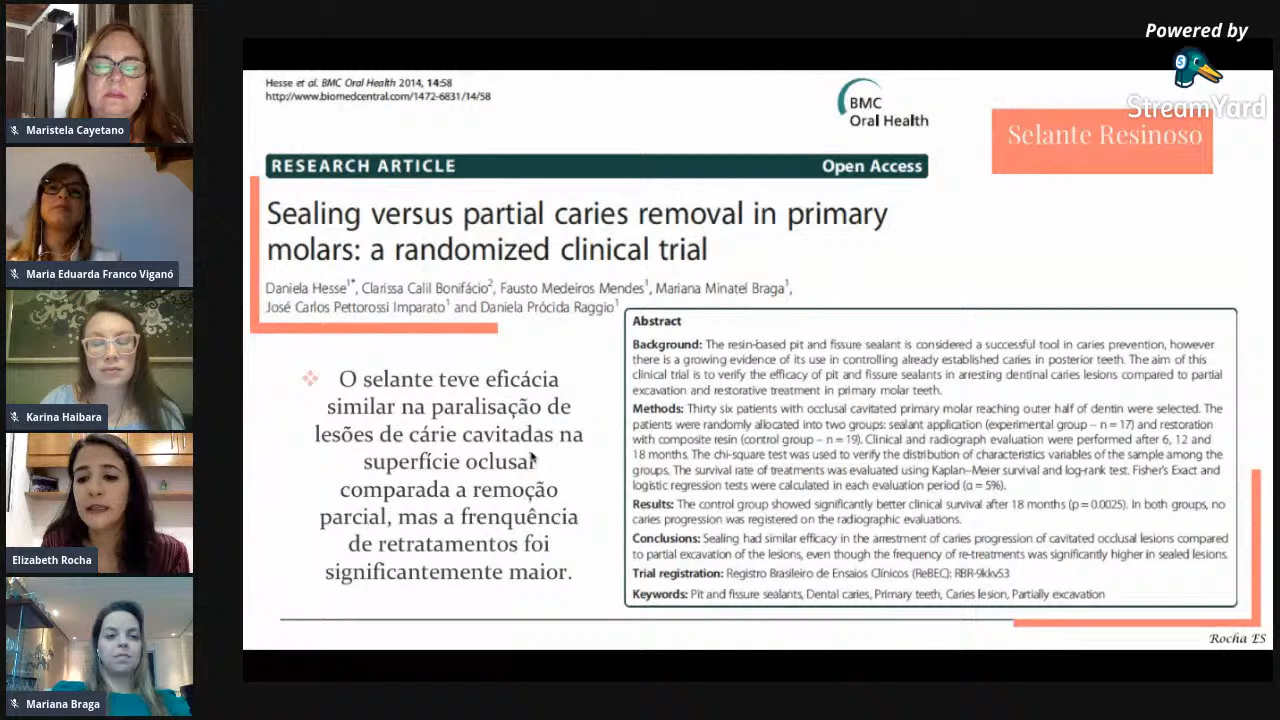 Maristela Cayetano
Maria Eduarda Franco Viganó
Karina Haibara
Elizabeth Rocha
Mariana Braga
Powered by
StreamYard
Hesse et al. BMC Oral Health 2014, 14:58
http://www.biomedcentral.com/1472-6831/14/58
BMC
Oral Health
Selante Resinoso
RESEARCH ARTICLE Open Access
Sealing versus partial caries removal in primary
molars: a randomized clinical trial
Daniela Hesse1*, Clarissa Calil Bonifácio2, Fausto Medeiros Mendes1, Mariana Minatel Braga1,
José Carlos Pettorossi Imparato1 and Daniela Prócida Raggio1
O selante teve eficácia
similar na paralisação de
lesões de cárie cavitadas na
superfície oclusal
comparada a remoção
parcial, mas a frenquência
de retratamentos foi
significantemente maior.
Abstract
Background: The resin-based pit and fissure sealant is considered a successful tool in caries prevention, however
there is a growing evidence of its use in controlling already established caries in posterior teeth. The aim of this
clinical trial is to verify the efficacy of pit and fissure sealants in arresting dentinal caries lesions compared to partial
excavation and restorative treatment in primary molar teeth.
Methods: Thirty six patients with occlusal cavitated primary molar reaching outer half of dentin were selected. The
patients were randomly allocated into two groups: sealant application (experimental group – n = 17) and restoration
with composite resin (control group – n = 19). Clinical and radiograph evaluation were performed after 6, 12 and
18 months. The chi-square test was used to verify the distribution of characteristics variables of the sample among the
groups. The survival rate of treatments was evaluated using Kaplan–Meier survival and log-rank test. Fisher's Exact and
logistic regression tests were calculated in each evaluation period (α = 5%).
Results: The control group showed significantly better clinical survival after 18 months (p = 0.0025). In both groups, no
caries progression was registered on the radiographic evaluations.
Conclusions: Sealing had similar efficacy in the arrestment of caries progression of cavitated occlusal lesions compared
to partial excavation of the lesions, even though the frequency of re-treatments was significantly higher in sealed lesions.
Trial registration: Registro Brasileiro de Ensaios Clínicos (ReBEC): RBR-9kkv53
Keywords: Pit and fissure sealants, Dental caries, Primary teeth, Caries lesion, Partially excavation
Rocha ES